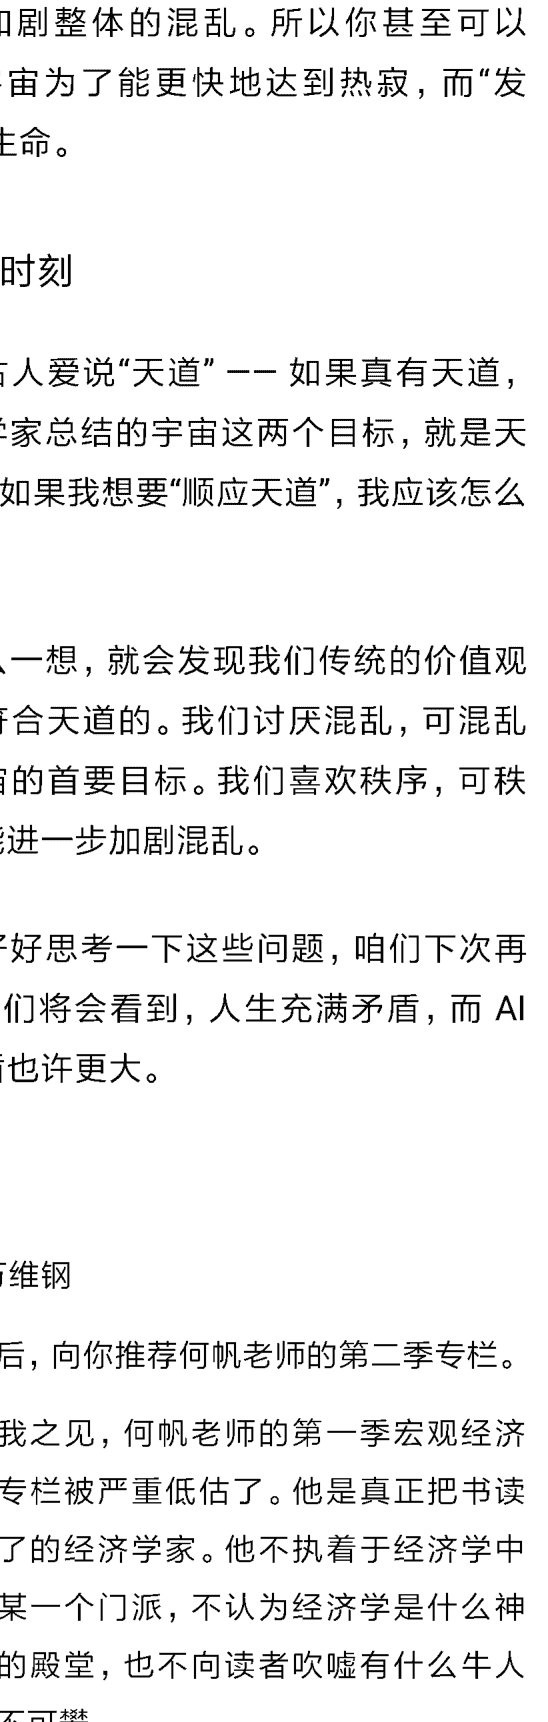 剧整体的混乱。所以你甚至可以
宙为了能更快地达到热寂，而“发
生命。
时刻
古人爱说“天道” —— 如果真有天道，
学家总结的宇宙这两个目标，就是天
如果我想要“顺应天道”，我应该怎么
一想，就会发现我们传统的价值观
符合天道的。我们讨厌混乱，可混乱
宙的首要目标。我们喜欢秩序，可秩
能进一步加剧混乱。
好好思考一下这些问题，咱们下次再
们将会看到，人生充满矛盾，而 AI
盾也许更大。
万维钢
后，向你推荐何帆老师的第二季专栏。
我之见，何帆老师的第一季宏观经济
专栏被严重低估了。他是真正把书读
了的经济学家。他不执着于经济学中
某一个门派，不认为经济学是什么神
的殿堂，也不向读者吹嘘有什么牛人
不可攀